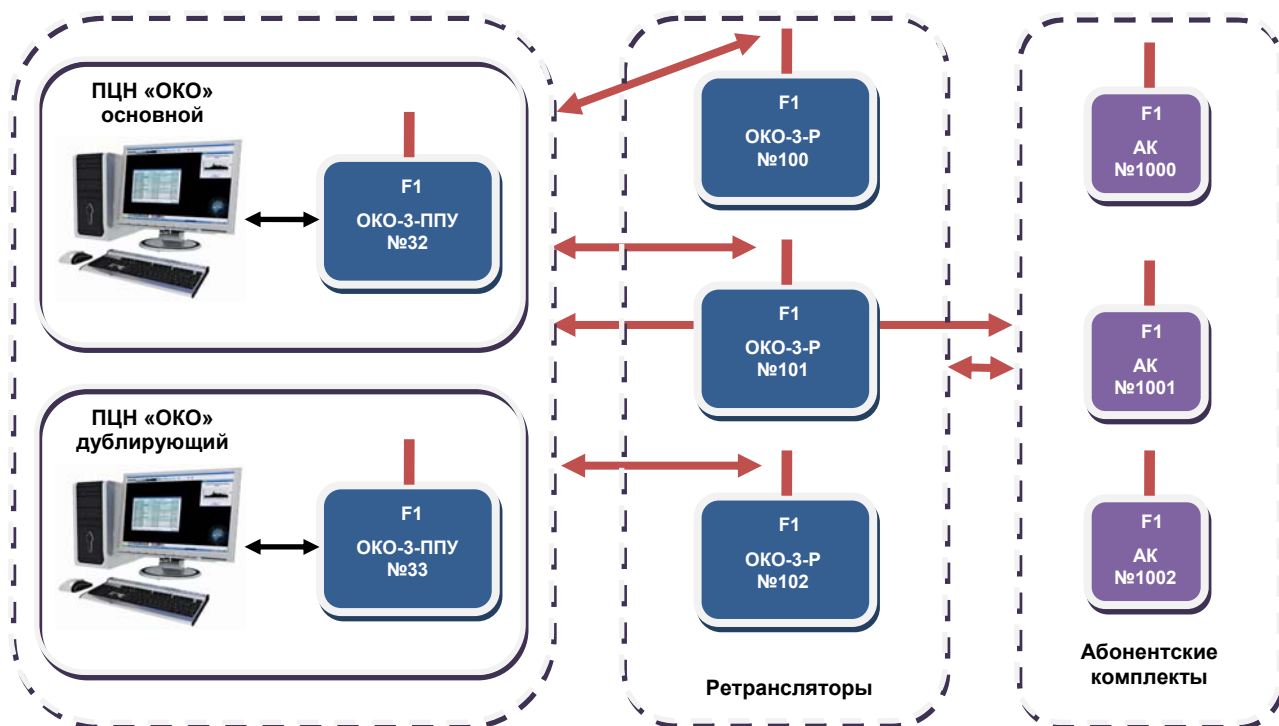 ПЦН «ОКО»
основной
F1
ОКО-3-ППУ
№32
ПЦН «ОКО»
дублирующий
F1
ОКО-3-ППУ
№33
F1
ОКО-3-Р
№100
F1
ОКО-3-Р
№101
F1
ОКО-3-Р
№102
Ретрансляторы
F1
АК
№1000
F1
АК
№1001
F1
АК
№1002
Абонентские
комплекты